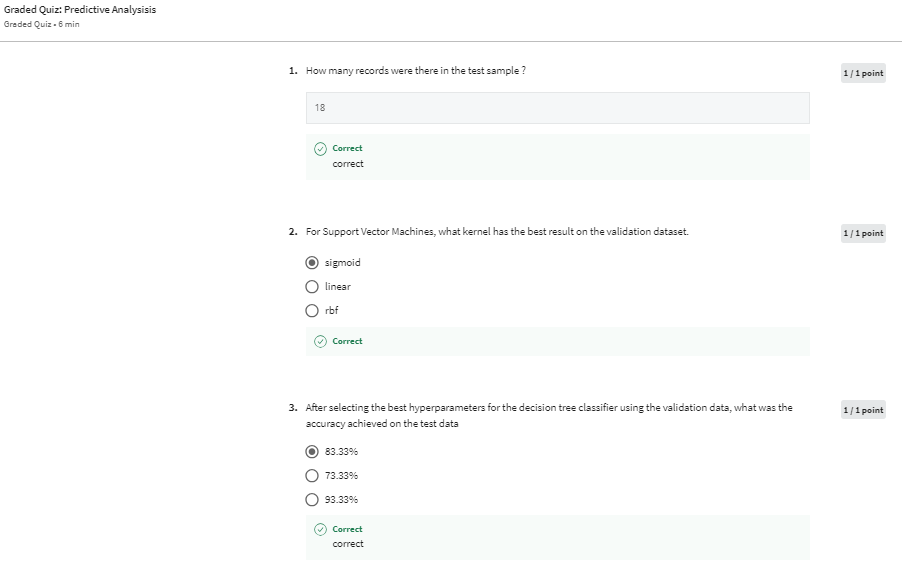 Graded Quiz: Predictive Analysisis
Graded Quiz • 6 min
1. How many records were there in the test sample ?
1 / 1 point
18
Correct
correct
2. For Support Vector Machines, what kernel has the best result on the validation dataset.
1 / 1 point
sigmoid
linear
rbf
Correct
3. After selecting the best hyperparameters for the decision tree classifier using the validation data, what was the
accuracy achieved on the test data
1 / 1 point
83.33%
73.33%
93.33%
Correct
correct